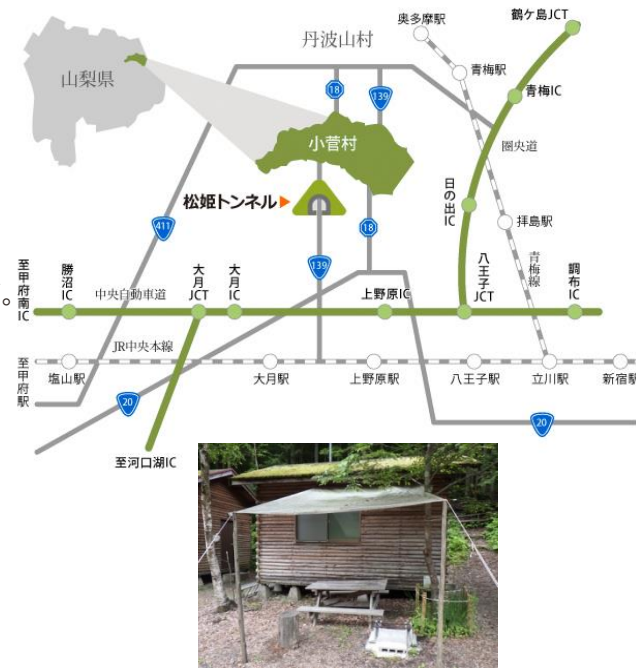 奥多摩駅
鶴ケ島JCT
丹波山村
青梅駅
山梨県
18
139
青梅IC
小菅村
圏央道
日の出IC
松姫トンネル
411
18
拝島駅
139
至甲府南IC
勝沼IC
中央自動車道
大月JCT
大月IC
上野原IC
八王子JCT
青梅線
調布IC
。
至甲府駅
JR中央本線
塩山駅
大月駅
上野原駅
八王子駅
立川駅
新宿駅
20
20
至河口湖IC